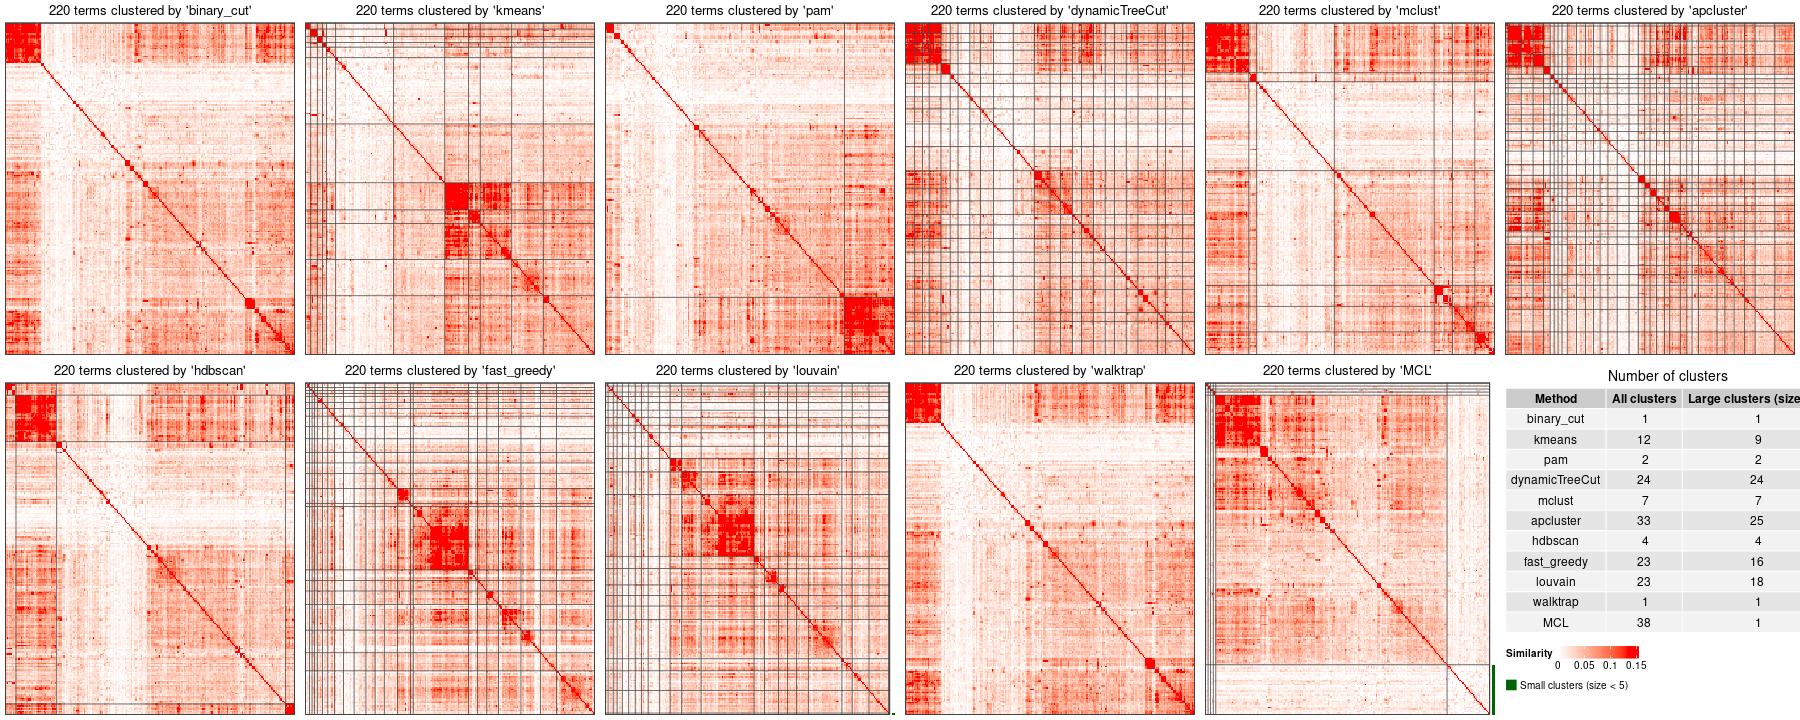 220 terms clustered by 'binary_cut'
220 terms clustered by 'kmeans'
220 terms clustered by 'pam'
220 terms clustered by 'dynamicTreeCut'
220 terms clustered by 'mclust'
220 terms clustered by 'apcluster'
220 terms clustered by 'hdbscan'
220 terms clustered by 'fast_greedy'
220 terms clustered by 'louvain'
220 terms clustered by 'walktrap'
220 terms clustered by 'MCL'
Number of clusters
Method All clusters Large clusters (size
binary_cut 1 1
kmeans 12 9
pam 2 2
dynamicTreeCut 24 24
mclust 7 7
apcluster 33 25
hdbscan 4 4
fast_greedy 23 16
louvain 23 18
walktrap 1 1
MCL 38 1
Similarity
0 0.05 0.1 0.15
Small clusters (size < 5)